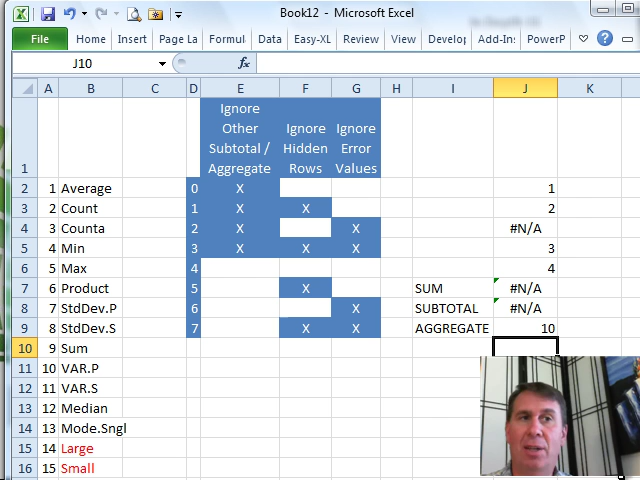 Book12 - Microsoft Excel
File Home Insert Page La Formul Data Easy-XL Review View Develop Add-Ins PowerP
J10 fx
A B C D E F G H I J K
1 Ignore Other Subtotal / Aggregate Ignore Hidden Rows Ignore Error Values
2 1 Average 0 X 1
3 2 Count 1 X X 2
4 3 Counta 2 X X #N/A
5 4 Min 3 X X X 3
6 5 Max 4 4
7 6 Product 5 X SUM #N/A
8 7 StdDev.P 6 X SUBTOTAL #N/A
9 8 StdDev.S 7 X X AGGREGATE 10
10 9 Sum
11 10 VAR.P
12 11 VAR.S
13 12 Median
14 13 Mode.Sngl
15 14 Large
16 15 Small